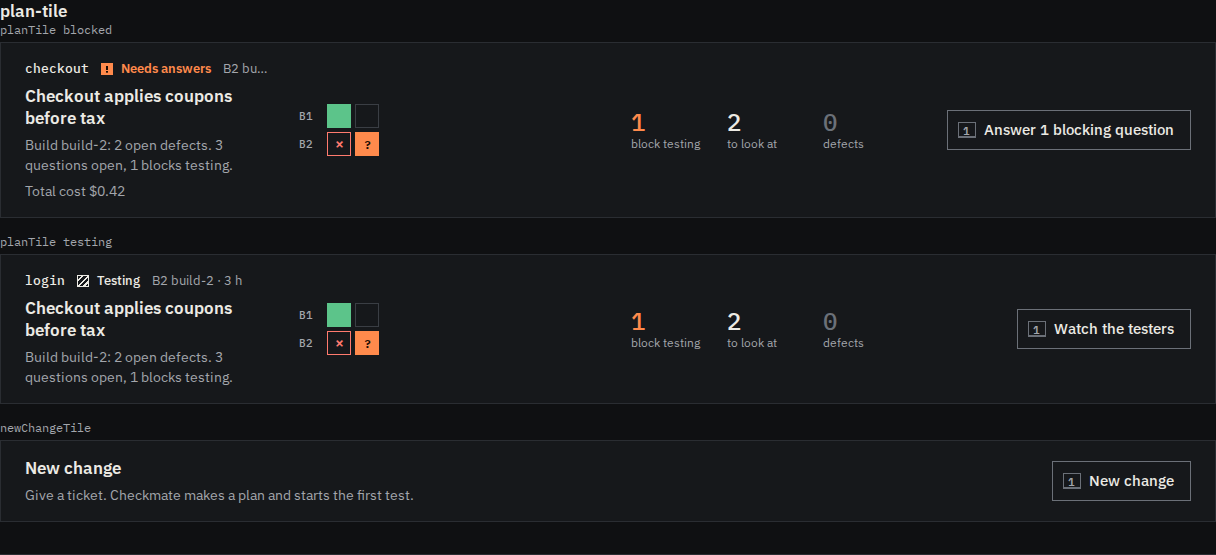 plan-tile
planTile blocked
checkout ! Needs answers B2 bu…
Checkout applies coupons
before tax
Build build-2: 2 open defects. 3
questions open, 1 blocks testing.
Total cost $0.42
B1
B2 × ?
1 block testing
2 to look at
0 defects
1 Answer 1 blocking question
planTile testing
login Testing B2 build-2 · 3 h
Checkout applies coupons
before tax
Build build-2: 2 open defects. 3
questions open, 1 blocks testing.
B1
B2 × ?
1 block testing
2 to look at
0 defects
1 Watch the testers
newChangeTile
New change
Give a ticket. Checkmate makes a plan and starts the first test.
1 New change